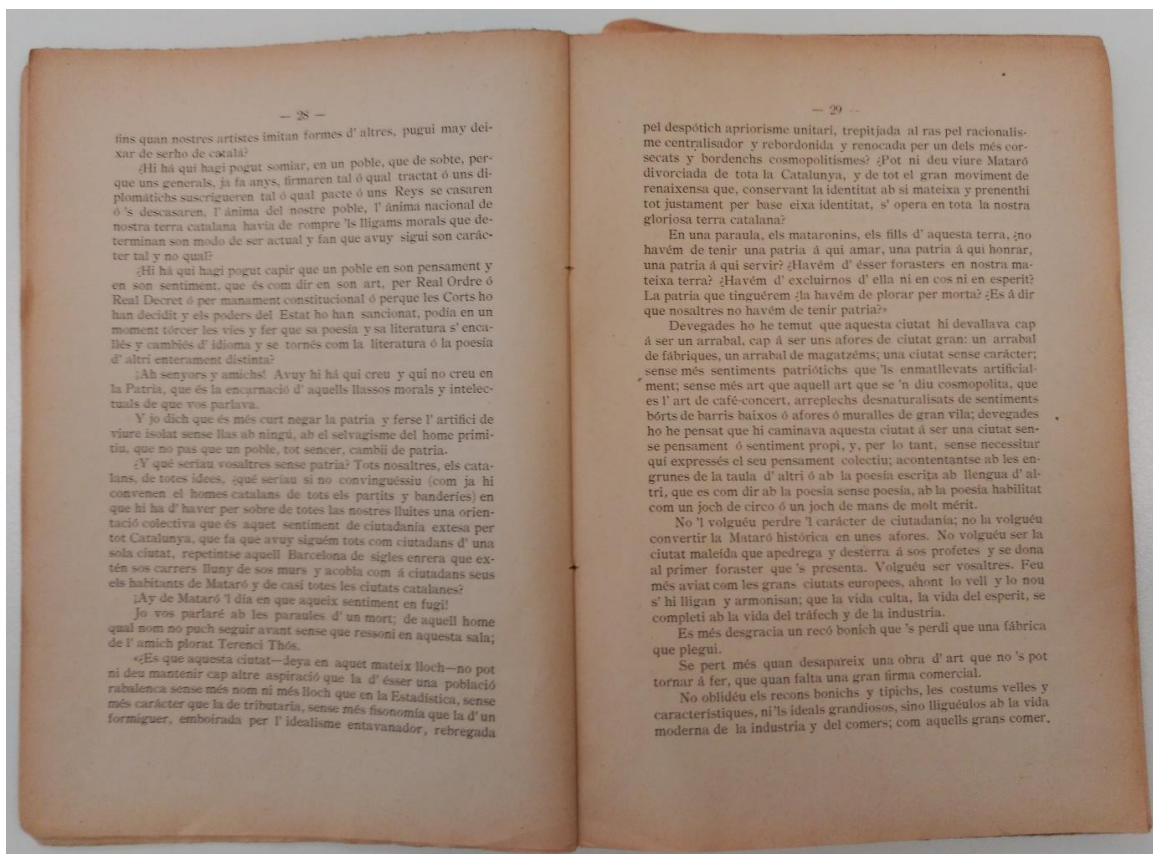 — 28 —
fins quan nostres artistes imitan formes d' altres, pugui may dei-
xar de serho de catalá?
¿Hi há qui hagi pogut somiar, en un poble, que de sobte, per-
que uns generals, ja fa anys, firmaren tal ó qual tractat ó uns di-
plomátichs suscrigueren tal ó qual pacte ó uns Reys se casaren
ó 's descasaren, l' ánima del nostre poble, l' ánima nacional de
nostra terra catalana havía de rompre 'ls lligams morals que de-
terminan son modo de ser actual y fan que avuy sigui son carác-
ter tal y no qual?
¿Hi há qui hagi pogut capir que un poble en son pensament y
en son sentiment, que és com dir en son art, per Real Ordre ó
Real Decret ó per manament constitucional ó perque les Corts ho
han decidit y els poders del Estat ho han sancionat, podía en un
moment tórcer les vies y fer que sa poesía y sa literatura s' enca-
llés y cambiés d' idioma y se tornés com la literatura ó la poesía
d' altri enterament distinta?
¡Ah senyors y amichs! Avuy hi há qui creu y qui no creu en
la Patria, que és la encarnació d' aquells llassos morals y intelec-
tuals de que vos parlava.
Y jo dich que és més curt negar la patria y ferse l' artifici de
viure isolat sense llas ab ningú, ab el selvagisme del home primi-
tiu, que no pas que un poble, tot sencer, cambii de patria.
¿Y qué seriau vosaltres sense patria? Tots nosaltres, els cata-
lans, de totes idees, ¿qué seriau si no convinguéssiu (com ja hi
convenen el homes catalans de tots els partits y banderíes) en
que hi ha d' haver per sobre de totes las nostres lluites una orien-
tació colectiva que és aquet sentiment de ciutadanía extesa per
tot Catalunya, que fa que avuy siguém tots com ciutadans d' una
sola ciutat, repetintse aquell Barcelona de sigles enrera que ex-
tén sos carrers lluny de sos murs y acobla com á ciutadans seus
els habitants de Mataró y de casi totes les ciutats catalanes?
¡Ay de Mataró 'l día en que aqueix sentiment en fugi!
Jo vos parlaré ab les paraules d' un mort; de aquell home
qual nom no puch seguir avant sense que ressoni en aquesta sala;
de l' amich plorat Terenci Thós.
«¿Es que aquesta ciutat—deya en aquet mateix lloch—no pot
ni deu mantenir cap altre aspiració que la d' ésser una població
rabalenca sense més nom ni més lloch que en la Estadística, sense
més carácter que la de tributaria, sense més fisonomía que la d' un
formiguer, emboirada per l' idealisme entavanador, rebregada
— 29 —
pel despótich apriorisme unitari, trepitjada al ras pel racionalis-
me centralisador y rebordonida y renocada per un dels més cor-
secats y bordenchs cosmopolitismes? ¿Pot ni deu viure Mataró
divorciada de tota la Catalunya, y de tot el gran moviment de
renaixensa que, conservant la identitat ab si mateixa y prenenthi
tot justament per base eixa identitat, s' opera en tota la nostra
gloriosa terra catalana?
En una paraula, els mataronins, els fills d' aquesta terra, ¿no
havém de tenir una patria á qui amar, una patria á qui honrar,
una patria á qui servir? ¿Havém d' ésser forasters en nostra ma-
teixa terra? ¿Havém d' excluirnos d' ella ni en cos ni en esperit?
La patria que tinguérem ¿la havém de plorar per morta? ¿Es á dir
que nosaltres no havém de tenir patria?»
Devegades ho he temut que aquesta ciutat hi devallava cap
á ser un arrabal, cap á ser uns afores de ciutat gran: un arrabal
de fábriques, un arrabal de magatzéms; una ciutat sense carácter;
sense més sentiments patriótichs que 'ls enmatllevats artificial-
ment; sense més art que aquell art que se 'n diu cosmopolita, que
es l' art de café-concert, arreplechs desnaturalisats de sentiments
bórts de barris baixos ó afores ó muralles de gran vila; devegades
ho he pensat que hi caminava aquesta ciutat á ser una ciutat sen-
se pensament ó sentiment propi, y, per lo tant, sense necessitar
qui expressés el seu pensament colectiu; acontentantse ab les en-
grunes de la taula d' altri ó ab la poesía escrita ab llengua d' al-
tri, que es com dir ab la poesía sense poesía, ab la poesía habilitat
com un joch de circo ó un joch de mans de molt mérit.
No 'l volguéu perdre 'l carácter de ciutadanía; no la volguéu
convertir la Mataró histórica en unes afores. No volguéu ser la
ciutat maleída que apedrega y desterra á sos profetes y se dona
al primer foraster que 's presenta. Volguéu ser vosaltres. Feu
més aviat com les grans ciutats europees, ahont lo vell y lo nou
s' hi lligan y armonisan; que la vida culta, la vida del esperit, se
completi ab la vida del tráfech y de la industria.
Es més desgracia un recó bonich que 's perdi que una fábrica
que plegui.
Se pert més quan desapareix una obra d' art que no 's pot
tornar á fer, que quan falta una gran firma comercial.
No oblidéu els recons bonichs y típichs, les costums velles y
característiques, ni'ls ideals grandiosos, sino lliguéulos ab la vida
moderna de la industria y del comers; com aquells grans comer.